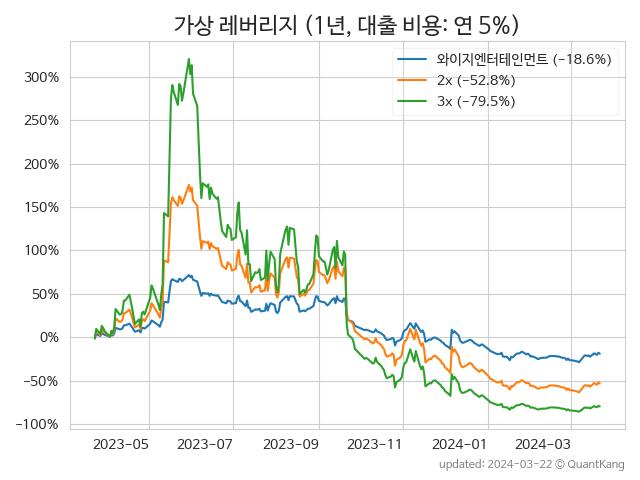 가상 레버리지 (1년, 대출 비용: 연 5%)
와이지엔터테인먼트 (−18.6%)
2x (−52.8%)
3x (−79.5%)
300%
250%
200%
150%
100%
50%
0%
−50%
−100%
2023-05 2023-07 2023-09 2023-11 2024-01 2024-03
updated: 2024-03-22 © QuantKang